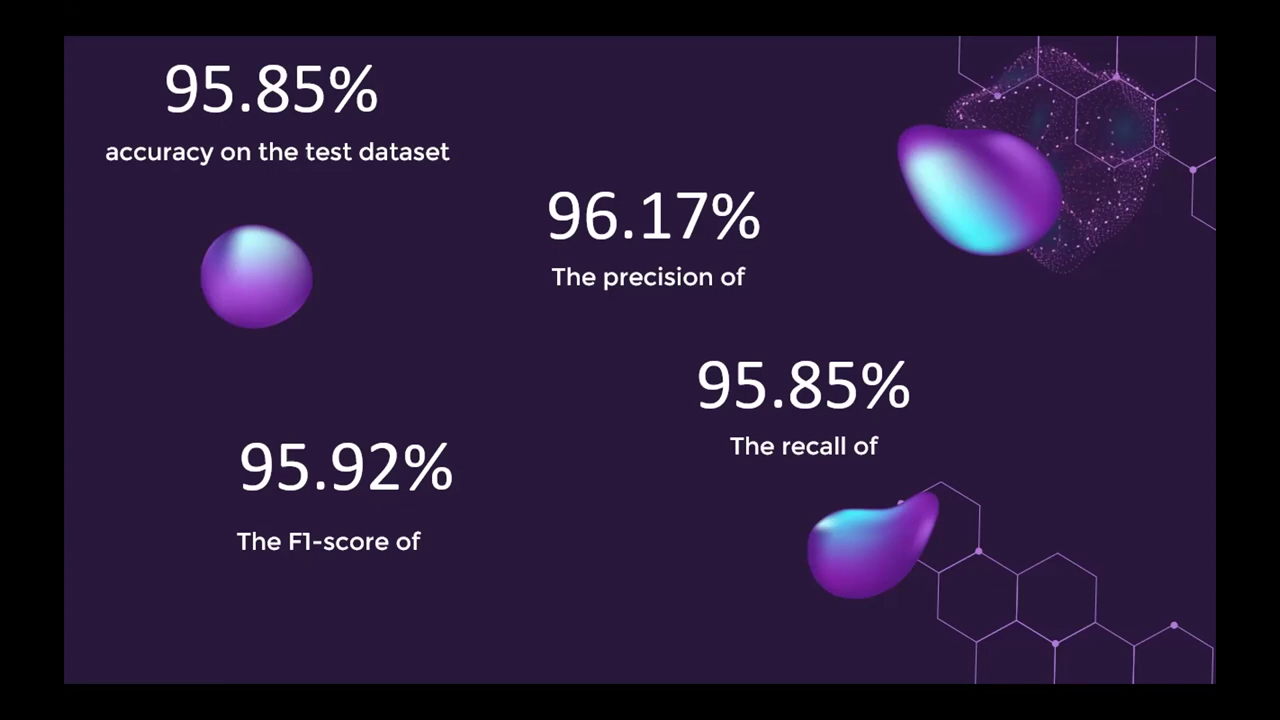 95.85%
accuracy on the test dataset
96.17%
The precision of
95.85%
The recall of
95.92%
The F1-score of